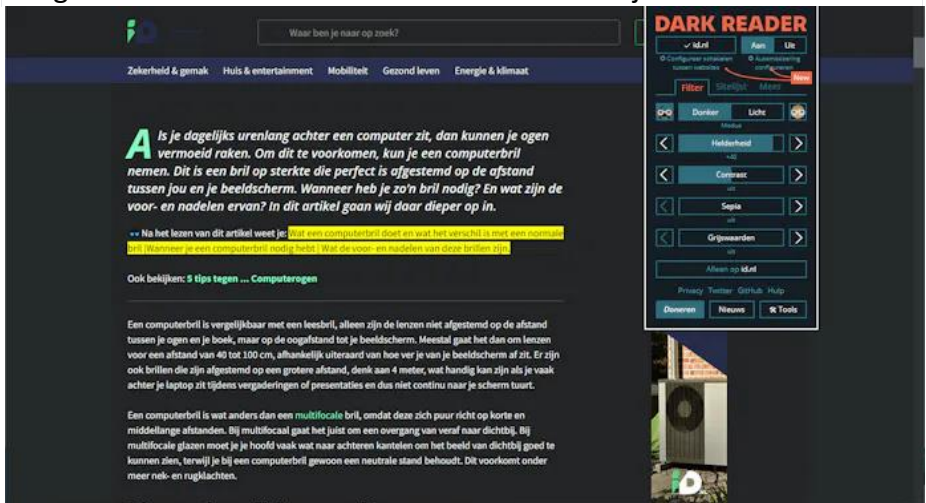 Waar ben je naar op zoek?
Zekerheid & gemak Huis & entertainment Mobiliteit Gezond leven Energie & klimaat
Als je dagelijks urenlang achter een computer zit, dan kunnen je ogen
vermoeid raken. Om dit te voorkomen, kun je een computerbril
nemen. Dit is een bril op sterkte die perfect is afgestemd op de afstand
tussen jou en je beeldscherm. Wanneer heb je zo'n bril nodig? En wat zijn de
voor- en nadelen ervan? In dit artikel gaan wij daar dieper op in.
Na het lezen van dit artikel weet je: Wat een computerbril doet en wat het verschil is met een normale
bril |Wanneer je een computerbril nodig hebt | Wat de voor- en nadelen van deze brillen zijn.
Ook bekijken: 5 tips tegen ... Computerogen
Een computerbril is vergelijkbaar met een leesbril, alleen zijn de lenzen niet afgestemd op de afstand
tussen je ogen en je boek, maar op de oogafstand tot je beeldscherm. Meestal gaat het dan om lenzen
voor een afstand van 40 tot 100 cm, afhankelijk uiteraard van hoe ver je van je beeldscherm af zit. Er zijn
ook brillen die zijn afgestemd op een grotere afstand, denk aan 4 meter, wat handig kan zijn als je vaak
achter je laptop zit tijdens vergaderingen of presentaties en dus niet continu naar je scherm tuurt.
Een computerbril is wat anders dan een multifocale bril, omdat deze zich puur richt op korte en
middellange afstanden. Bij multifocaal gaat het juist om een overgang van veraf naar dichtbij. Bij
multifocale glazen moet je je hoofd vaak wat naar achteren kantelen om het beeld van dichtbij goed te
kunnen zien, terwijl je bij een computerbril gewoon een neutrale stand behoudt. Dit voorkomt onder
meer nek- en rugklachten.
DARK READER
✓ id.nl Aan Uit
Configureer schakelen
tussen websites
Automatisering
configureren
New
Filter Sitelijst Meer
Donker Licht
Modus
Helderheid
+40
Contrast
uit
Sepia
uit
Grijswaarden
uit
Alleen op id.nl
Privacy Twitter GitHub Hulp
Doneren Nieuws Tools